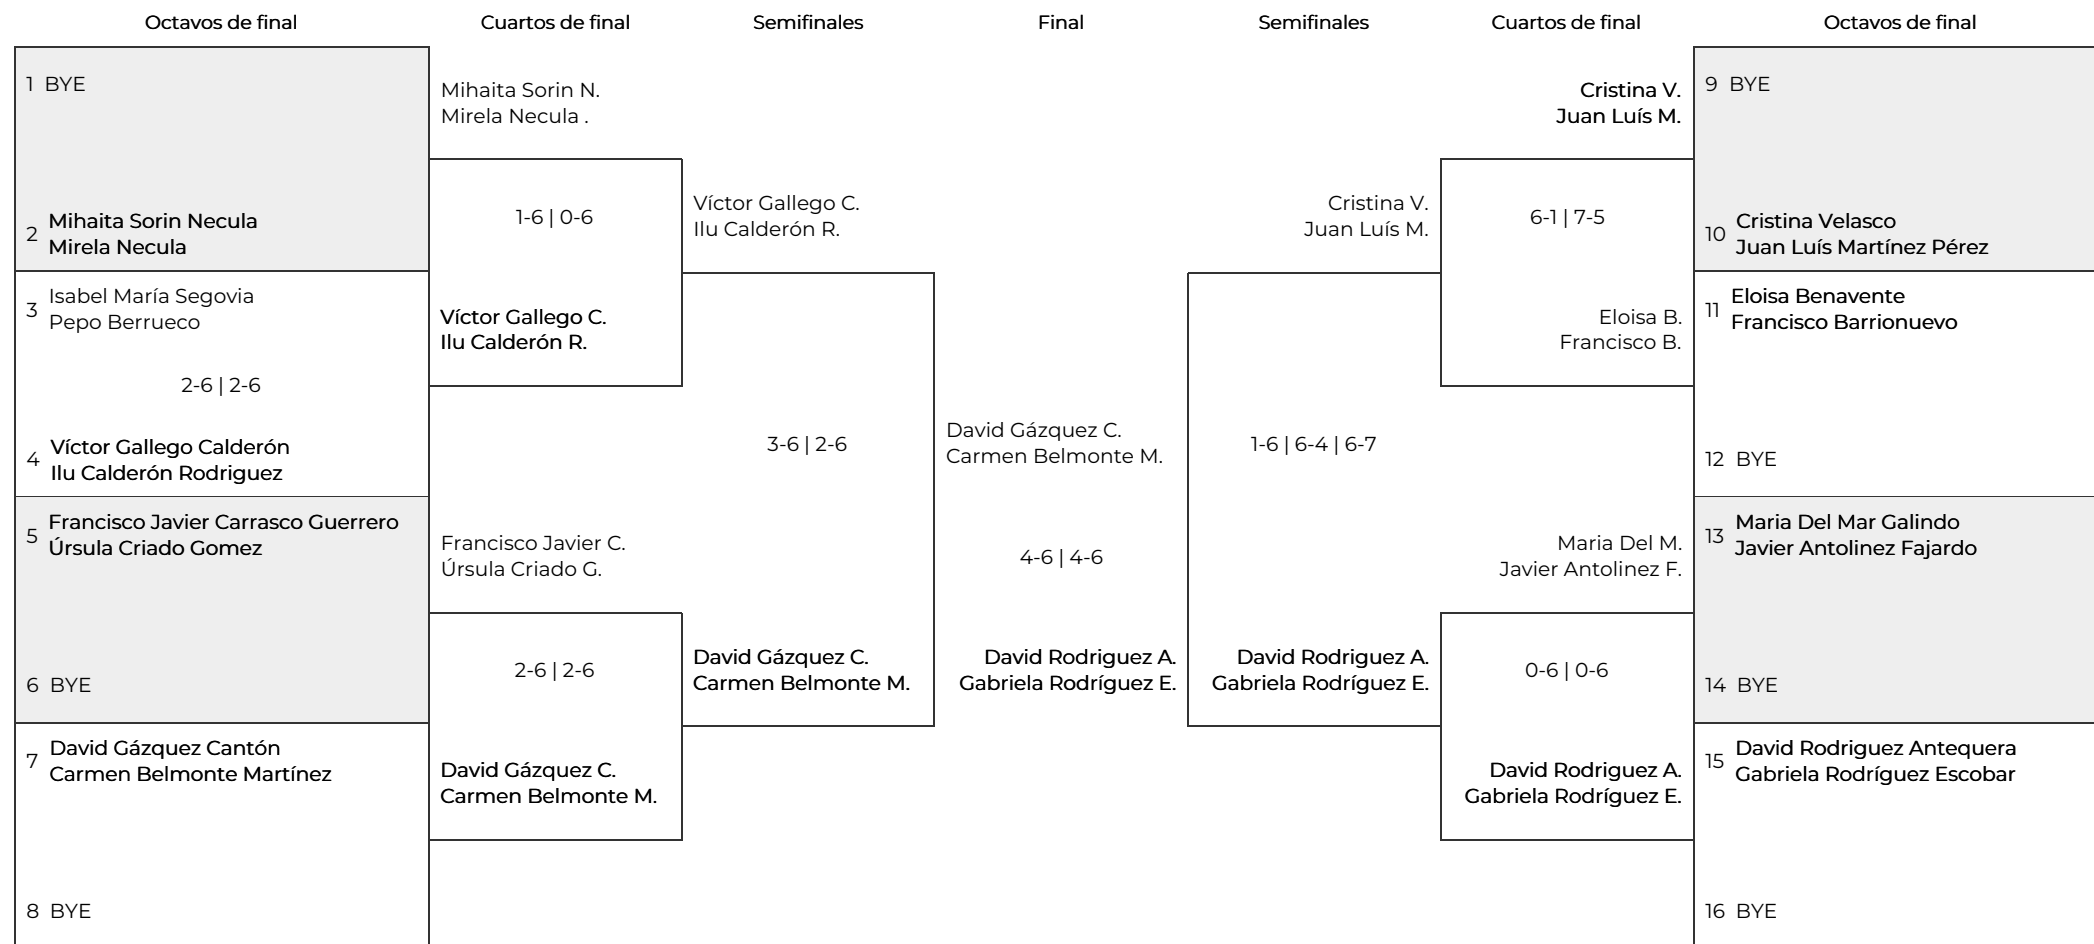 Octavos de final
Cuartos de final
Semifinales
Final
Semifinales
Cuartos de final
Octavos de final
1 BYE
2 Mihaita Sorin Necula
Mirela Necula
3 Isabel María Segovia
Pepo Berrueco
2-6 | 2-6
4 Víctor Gallego Calderón
Ilu Calderón Rodriguez
5 Francisco Javier Carrasco Guerrero
Úrsula Criado Gomez
6 BYE
7 David Gázquez Cantón
Carmen Belmonte Martínez
8 BYE
Mihaita Sorin N.
Mirela Necula .
1-6 | 0-6
Víctor Gallego C.
Ilu Calderón R.
Francisco Javier C.
Úrsula Criado G.
2-6 | 2-6
David Gázquez C.
Carmen Belmonte M.
Víctor Gallego C.
Ilu Calderón R.
3-6 | 2-6
David Gázquez C.
Carmen Belmonte M.
David Gázquez C.
Carmen Belmonte M.
4-6 | 4-6
David Rodriguez A.
Gabriela Rodríguez E.
Cristina V.
Juan Luís M.
1-6 | 6-4 | 6-7
David Rodriguez A.
Gabriela Rodríguez E.
Cristina V.
Juan Luís M.
6-1 | 7-5
Eloisa B.
Francisco B.
Maria Del M.
Javier Antolinez F.
0-6 | 0-6
David Rodriguez A.
Gabriela Rodríguez E.
9 BYE
10 Cristina Velasco
Juan Luís Martínez Pérez
11 Eloisa Benavente
Francisco Barrionuevo
12 BYE
13 Maria Del Mar Galindo
Javier Antolinez Fajardo
14 BYE
15 David Rodriguez Antequera
Gabriela Rodríguez Escobar
16 BYE